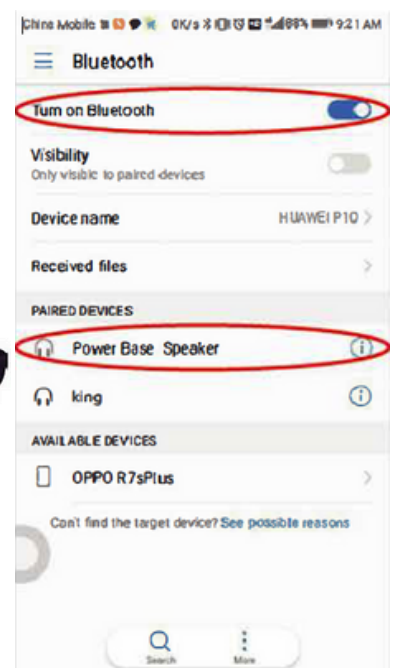 China Mobile 0K/s 88% 9:21 AM
Bluetooth
Turn on Bluetooth
Visibility
Only visible to paired devices
Device name HUAWEI P10
Received files
PAIRED DEVICES
Power Base Speaker
king
AVAILABLE DEVICES
OPPO R7sPlus
Can't find the target device? See possible reasons
Search More